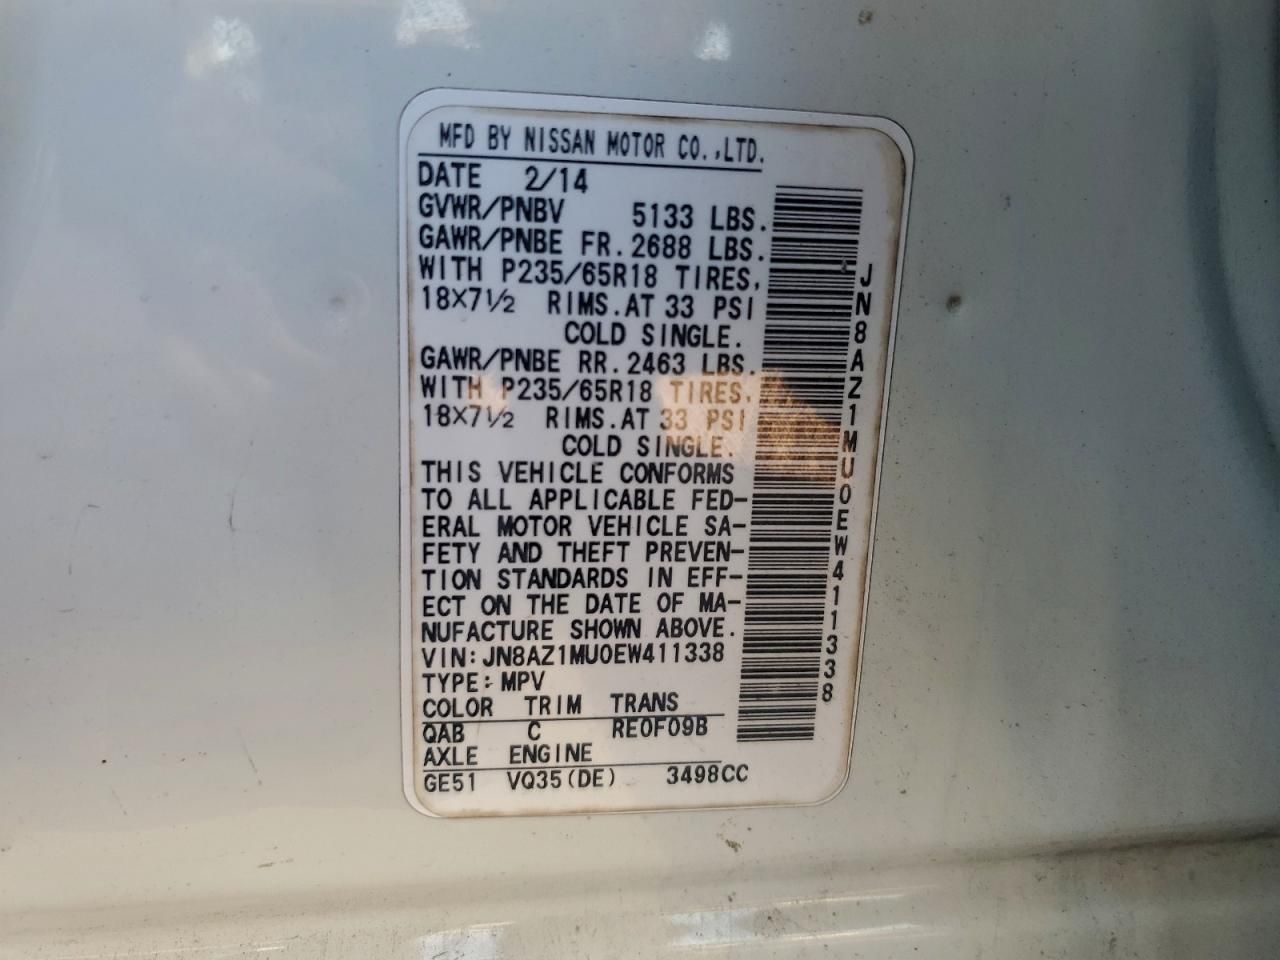 MFD BY NISSAN MOTOR CO.,LTD.
DATE 2/14
GVWR/PNBV 5133 LBS.
GAWR/PNBE FR.2688 LBS.
WITH P235/65R18 TIRES,
18X7½ RIMS.AT 33 PSI
COLD SINGLE.
GAWR/PNBE RR.2463 LBS.
WITH P235/65R18 TIRES,
18X7½ RIMS.AT 33 PSI
COLD SINGLE.
THIS VEHICLE CONFORMS
TO ALL APPLICABLE FED-
ERAL MOTOR VEHICLE SA-
FETY AND THEFT PREVEN-
TION STANDARDS IN EFF-
ECT ON THE DATE OF MA-
NUFACTURE SHOWN ABOVE.
VIN:JN8AZ1MU0EW411338
TYPE:MPV
COLOR TRIM TRANS
QAB C RE0F09B
AXLE ENGINE
GE51 VQ35(DE) 3498CC
JN8AZ1MU0EW411338